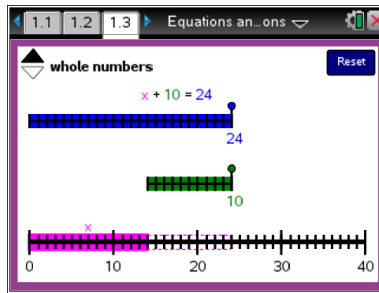 1.1 1.2 1.3 Equations an...ons
whole numbers
Reset
x + 10 = 24
24
10
x
0 10 20 30 40